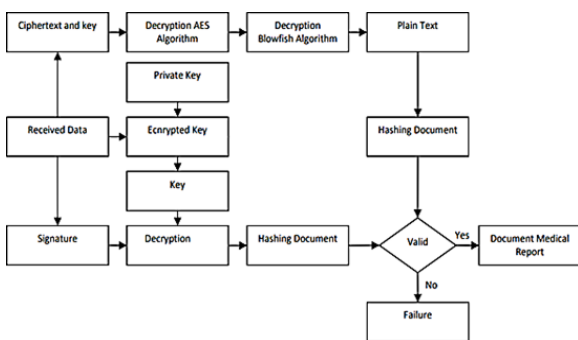 Ciphertext and key
Decryption AES
Algorithm
Decryption
Blowfish Algorithm
Plain Text
Private Key
Received Data
Ecnrypted Key
Hashing Document
Key
Signature
Decryption
Hashing Document
Valid
Yes
Document Medical
Report
No
Failure